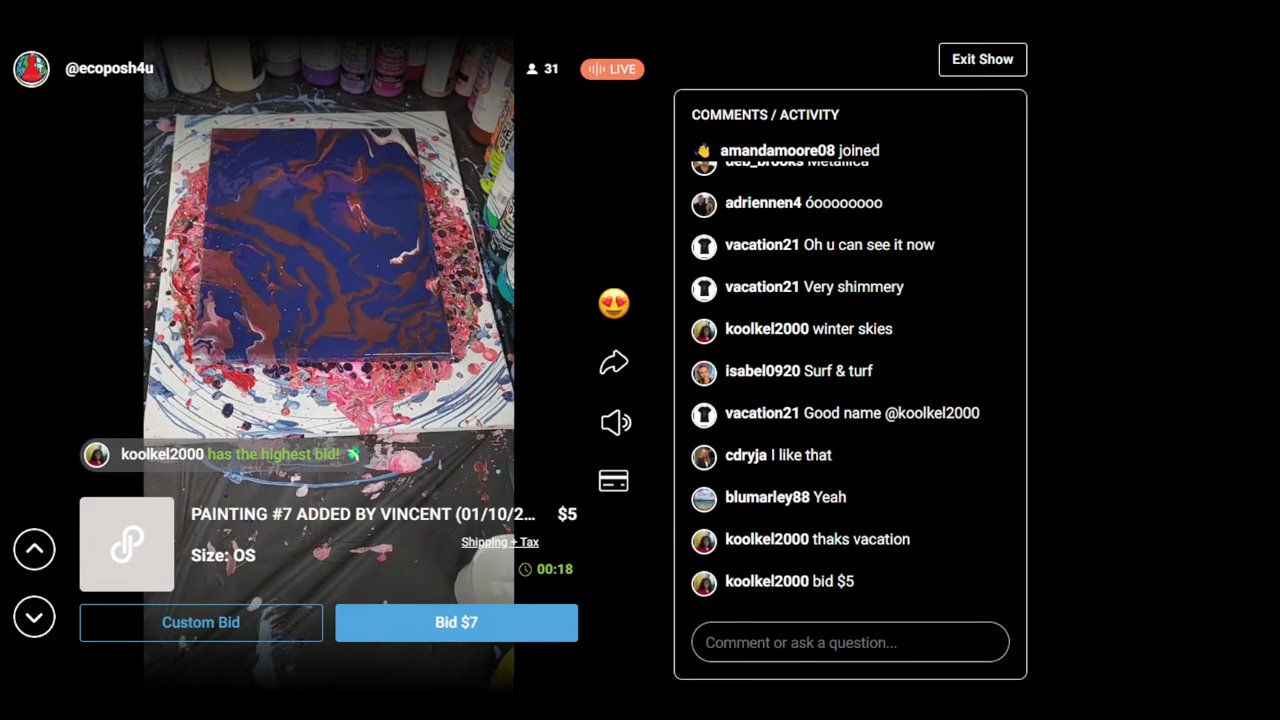 @ecoposh4u
31
LIVE
Exit Show
COMMENTS / ACTIVITY
amandamoore08 joined
deb_brooks Metallica
adriennen4 óoooooooo
vacation21 Oh u can see it now
vacation21 Very shimmery
koolkel2000 winter skies
isabel0920 Surf & turf
vacation21 Good name @koolkel2000
cdryja I like that
blumarley88 Yeah
koolkel2000 thaks vacation
koolkel2000 bid $5
Comment or ask a question...
koolkel2000 has the highest bid!
PAINTING #7 ADDED BY VINCENT (01/10/2... $5
Shipping + Tax
Size: OS
00:18
Custom Bid
Bid $7